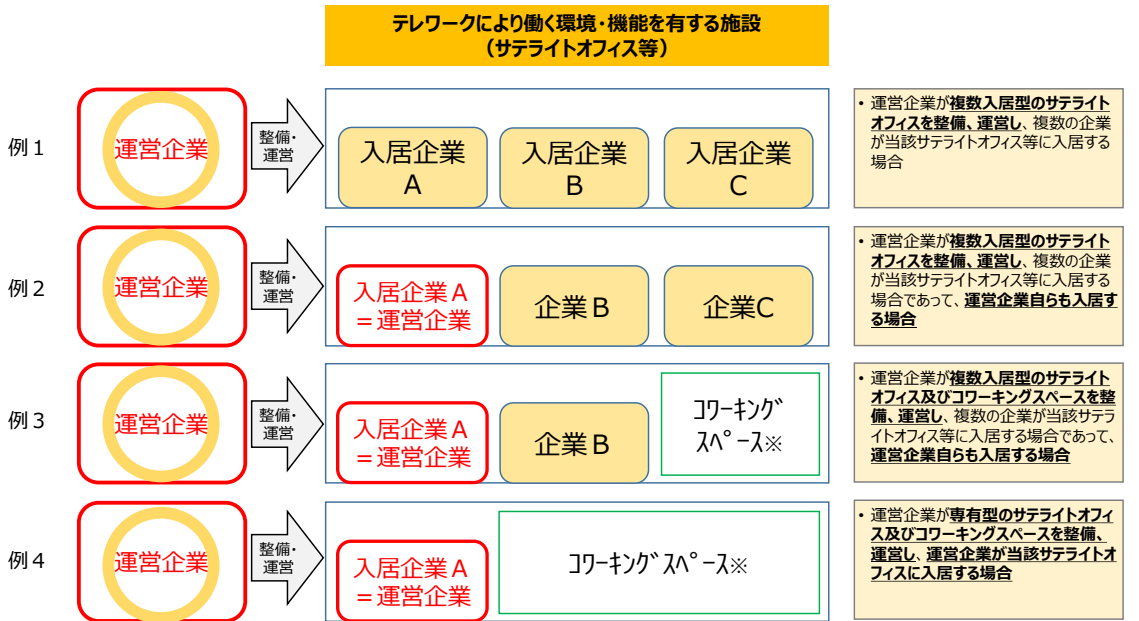 テレワークにより働く環境・機能を有する施設
（サテライトオフィス等）
例１
運営企業
整備・
運営
入居企業
A
入居企業
B
入居企業
C
• 運営企業が複数入居型のサテライト
オフィスを整備、運営し、複数の企業
が当該サテライトオフィス等に入居する
場合
例２
運営企業
整備・
運営
入居企業A
＝運営企業
企業B
企業C
• 運営企業が複数入居型のサテライト
オフィスを整備、運営し、複数の企業
が当該サテライトオフィス等に入居する
場合であって、運営企業自らも入居す
る場合
例３
運営企業
整備・
運営
入居企業A
＝運営企業
企業B
ｺﾜｰｷﾝｸﾞ
ｽﾍﾟｰｽ※
• 運営企業が複数入居型のサテライト
オフィス及びコワーキングスペースを整
備、運営し、複数の企業が当該サテラ
イトオフィス等に入居する場合であって、
運営企業自らも入居する場合
例４
運営企業
整備・
運営
入居企業A
＝運営企業
ｺﾜｰｷﾝｸﾞｽﾍﾟｰｽ※
• 運営企業が専有型のサテライトオフィ
ス及びコワーキングスペースを整備、
運営し、運営企業が当該サテライトオ
フィスに入居する場合